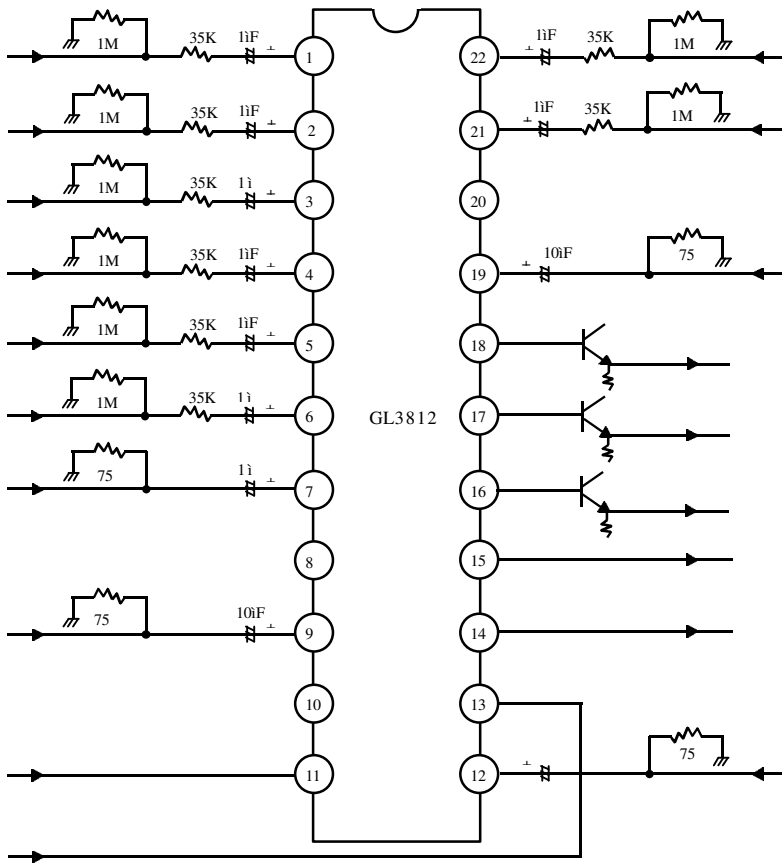 35K 1ìF 1ìF 35K
1M 1 22 1M
35K 1ìF 1ìF 35K
1M 2 21 1M
35K 1ì
1M 3 20
35K 1ìF 10ìF
1M 4 19 75
35K 1ìF
1M 5 18
35K 1ì
1M 6 GL3812 17
75 1ì
7 16
8 15
10ìF
75 9 14
10 13
75
11 12